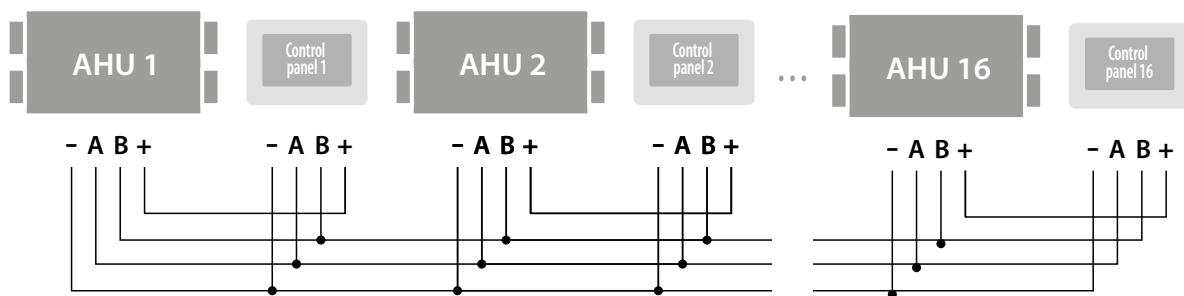 AHU 1
Control
panel 1
AHU 2
Control
panel 2
...
AHU 16
Control
panel 16
– A B +
– A B +
– A B +
– A B +
– A B +
– A B +